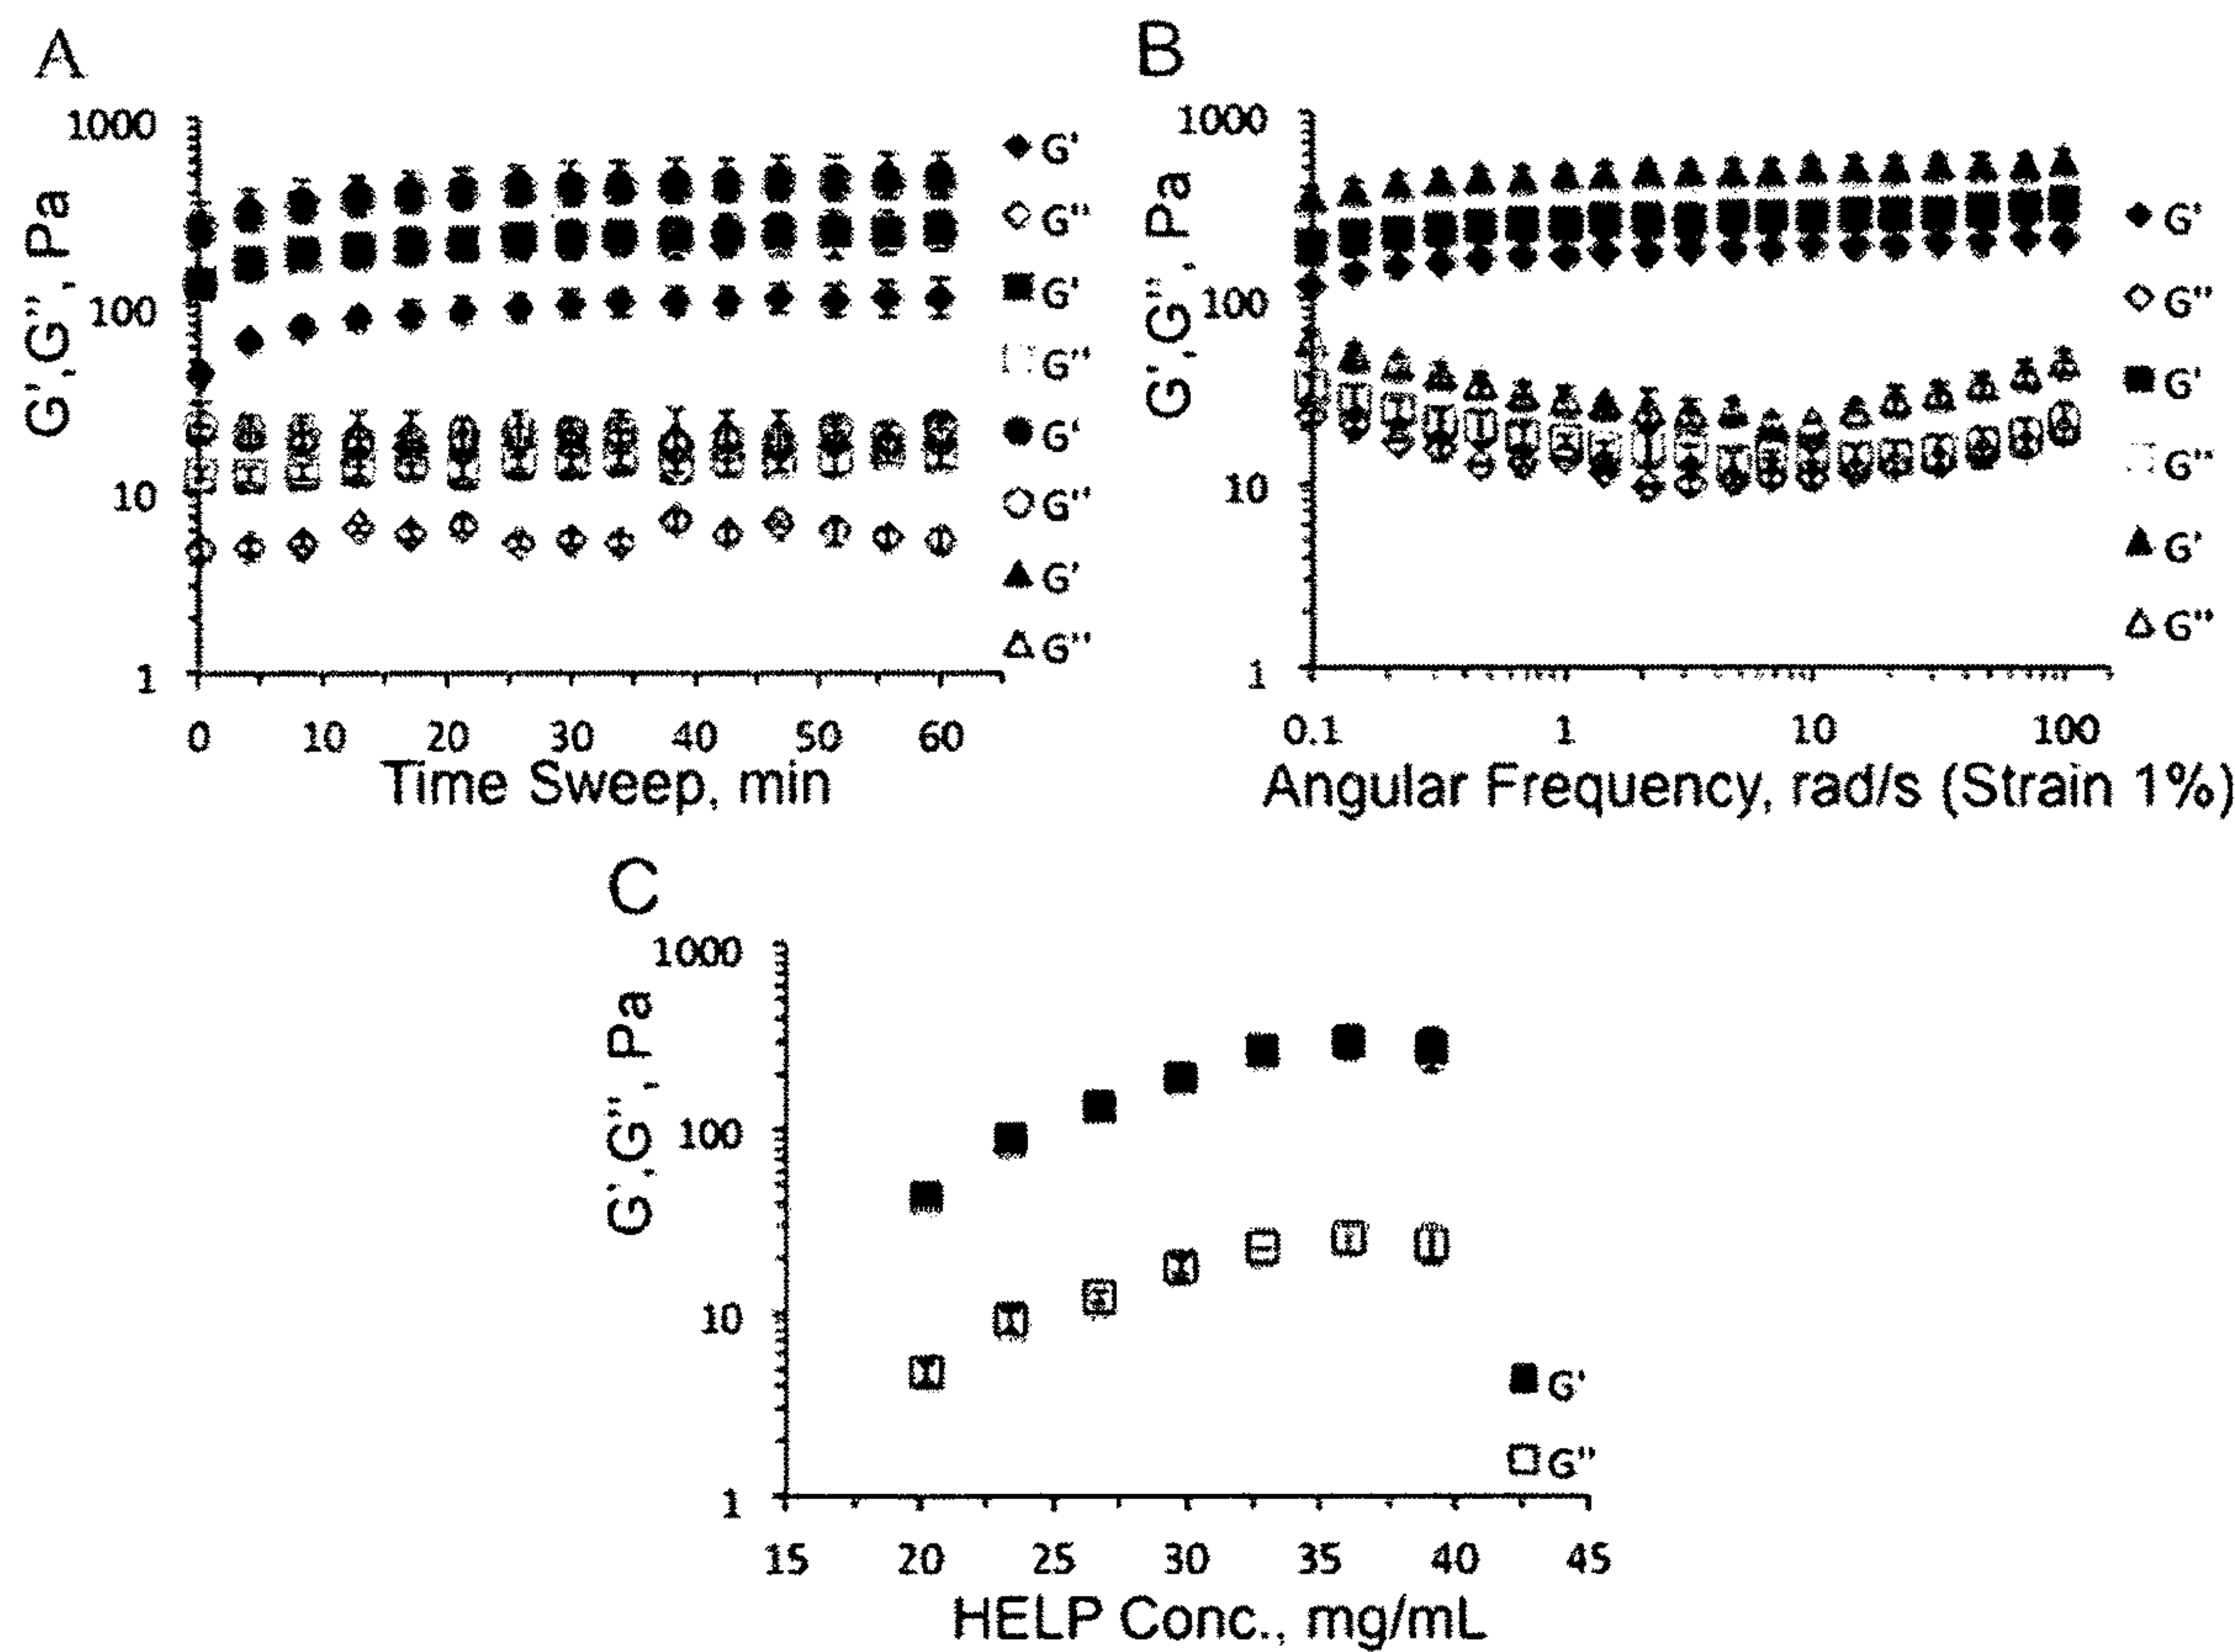 A
1000
100
10
1
G',G'', Pa
0 10 20 30 40 50 60
Time Sweep, min
G'
G''
G'
G''
G'
G''
G'
G''
B
1000
100
10
1
G',G'', Pa
0.1 1 10 100
Angular Frequency, rad/s (Strain 1%)
G'
G''
G'
G''
G'
G''
C
1000
100
10
1
G',G'', Pa
15 20 25 30 35 40 45
HELP Conc., mg/mL
G'
G''